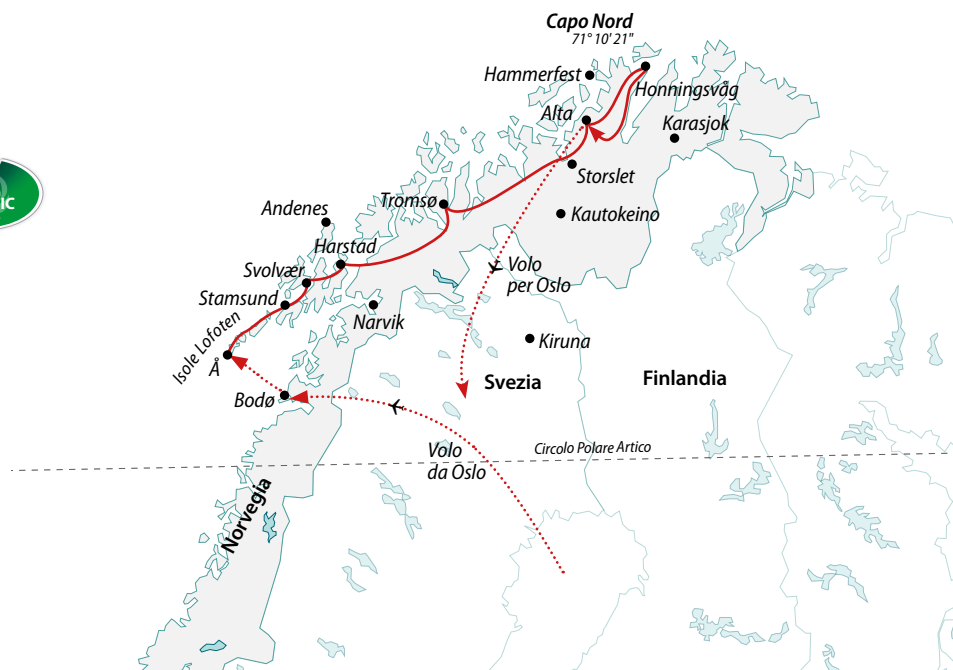 Capo Nord
71° 10' 21"
Hammerfest
Honningsvåg
Alta
Karasjok
Storslet
Tromsø
Kautokeino
Andenes
Harstad
Svolvær
Volo
per Oslo
Stamsund
Narvik
Isole Lofoten
Kiruna
Å
Svezia
Finlandia
Bodø
Volo
da Oslo
Circolo Polare Artico
Norvegia